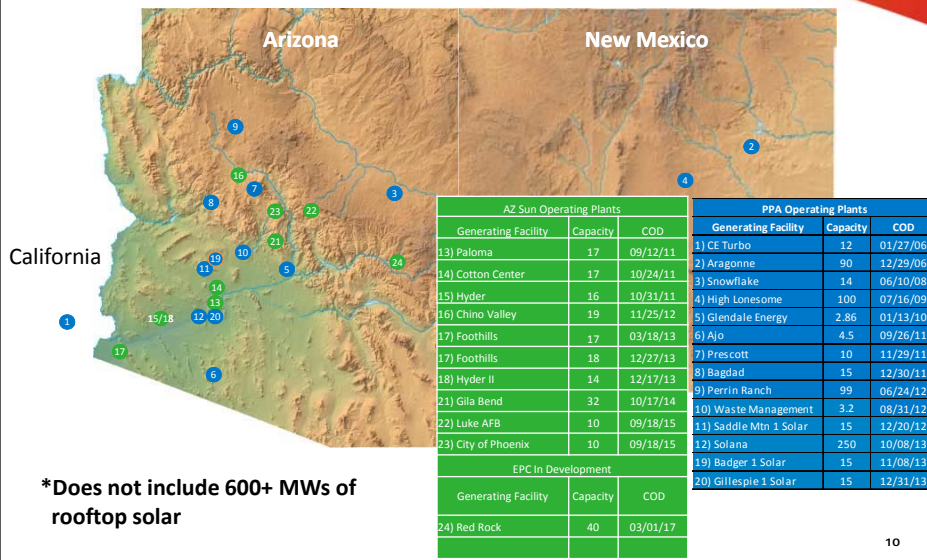 Arizona
New Mexico
9
2
16
7
4
3
8
23
22
California
21
10
19
11
5
24
14
13
15/18
12
20
1
17
6
AZ Sun Operating Plants
Generating Facility Capacity COD
13) Paloma 17 09/12/11
14) Cotton Center 17 10/24/11
15) Hyder 16 10/31/11
16) Chino Valley 19 11/25/12
17) Foothills 17 03/18/13
17) Foothills 18 12/27/13
18) Hyder II 14 12/17/13
21) Gila Bend 32 10/17/14
22) Luke AFB 10 09/18/15
23) City of Phoenix 10 09/18/15
EPC In Development
Generating Facility Capacity COD
24) Red Rock 40 03/01/17
PPA Operating Plants
Generating Facility Capacity COD
1) CE Turbo 12 01/27/06
2) Aragonne 90 12/29/06
3) Snowflake 14 06/10/08
4) High Lonesome 100 07/16/09
5) Glendale Energy 2.86 01/13/10
6) Ajo 4.5 09/26/11
7) Prescott 10 11/29/11
8) Bagdad 15 12/30/11
9) Perrin Ranch 99 06/24/12
10) Waste Management 3.2 08/31/12
11) Saddle Mtn 1 Solar 15 12/20/12
12) Solana 250 10/08/13
19) Badger 1 Solar 15 11/08/13
20) Gillespie 1 Solar 15 12/31/13
*Does not include 600+ MWs of
rooftop solar
10